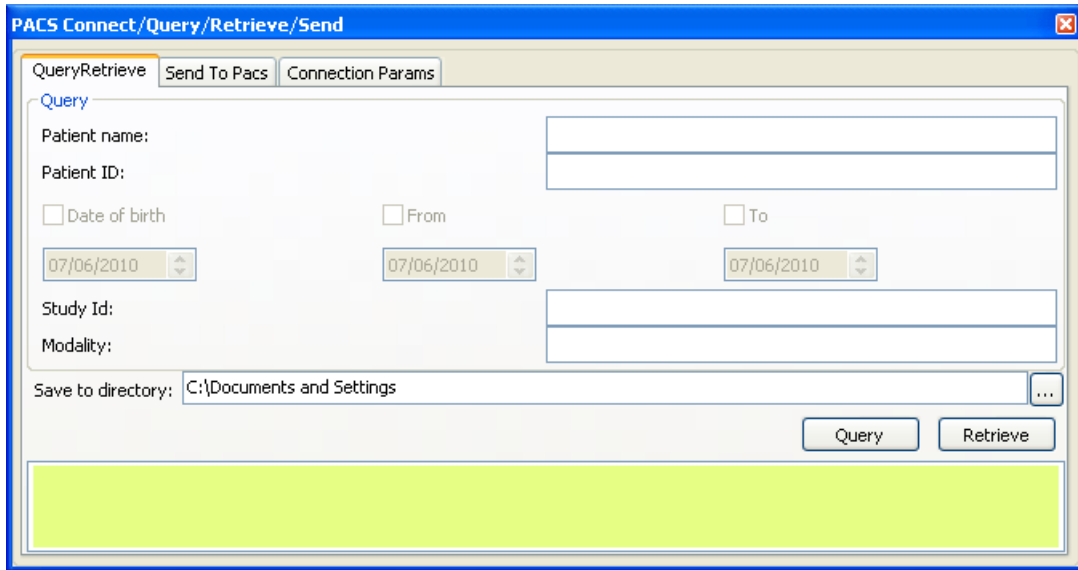 PACS Connect/Query/Retrieve/Send
QueryRetrieve Send To Pacs Connection Params
Query
Patient name:
Patient ID:
Date of birth From To
07/06/2010 07/06/2010 07/06/2010
Study Id:
Modality:
Save to directory: C:\Documents and Settings ...
Query Retrieve